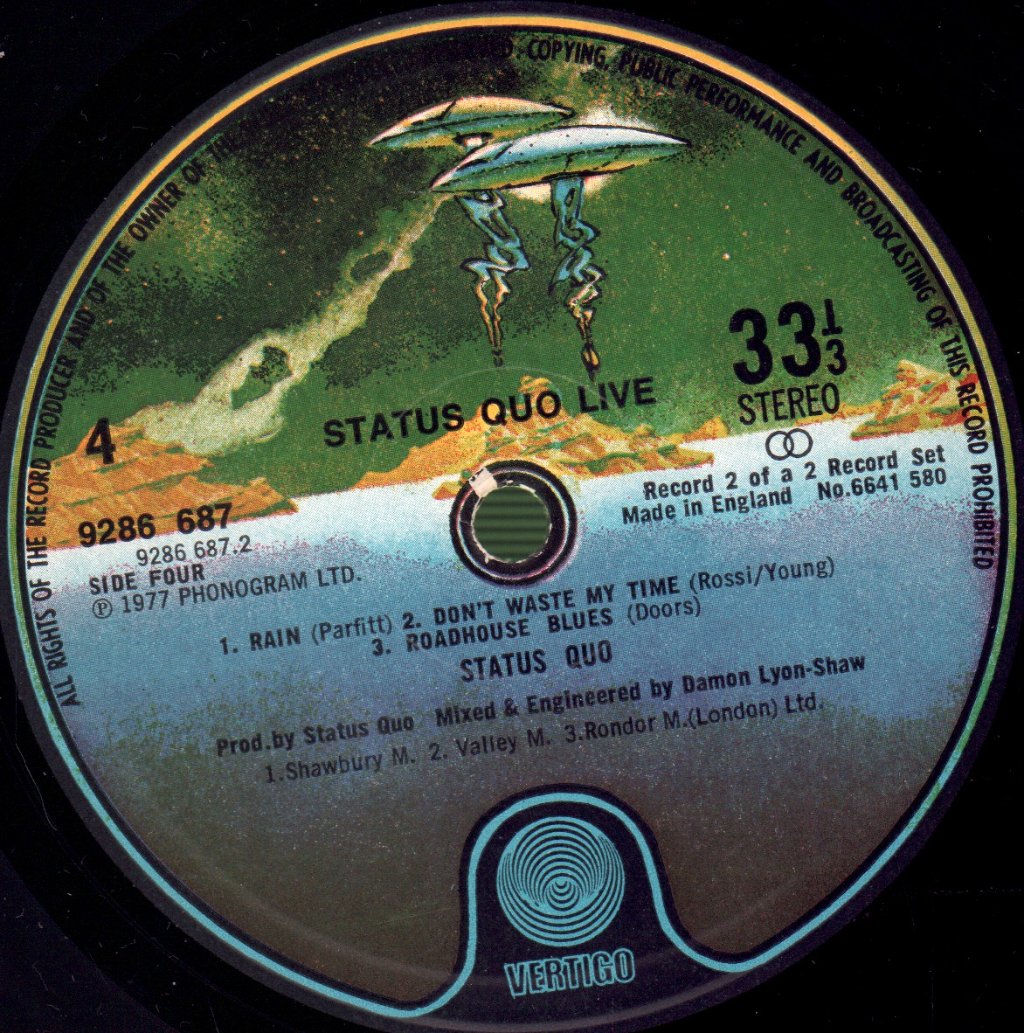 ALL RIGHTS OF THE RECORD PRODUCER AND OF THE OWNER OF THE COPYING, PUBLIC PERFORMANCE AND BROADCASTING OF THIS RECORD PROHIBITED
33⅓
STEREO
STATUS QUO LIVE
4
Record 2 of a 2 Record Set
Made in England No.6641 580
9286 687
9286 687.2
SIDE FOUR
℗ 1977 PHONOGRAM LTD.
1. RAIN (Parfitt) 2. DON'T WASTE MY TIME (Rossi/Young)
3. ROADHOUSE BLUES (Doors)
STATUS QUO
Prod.by Status Quo Mixed & Engineered by Damon Lyon-Shaw
1.Shawbury M. 2. Valley M. 3.Rondor M.(London) Ltd.
VERTIGO